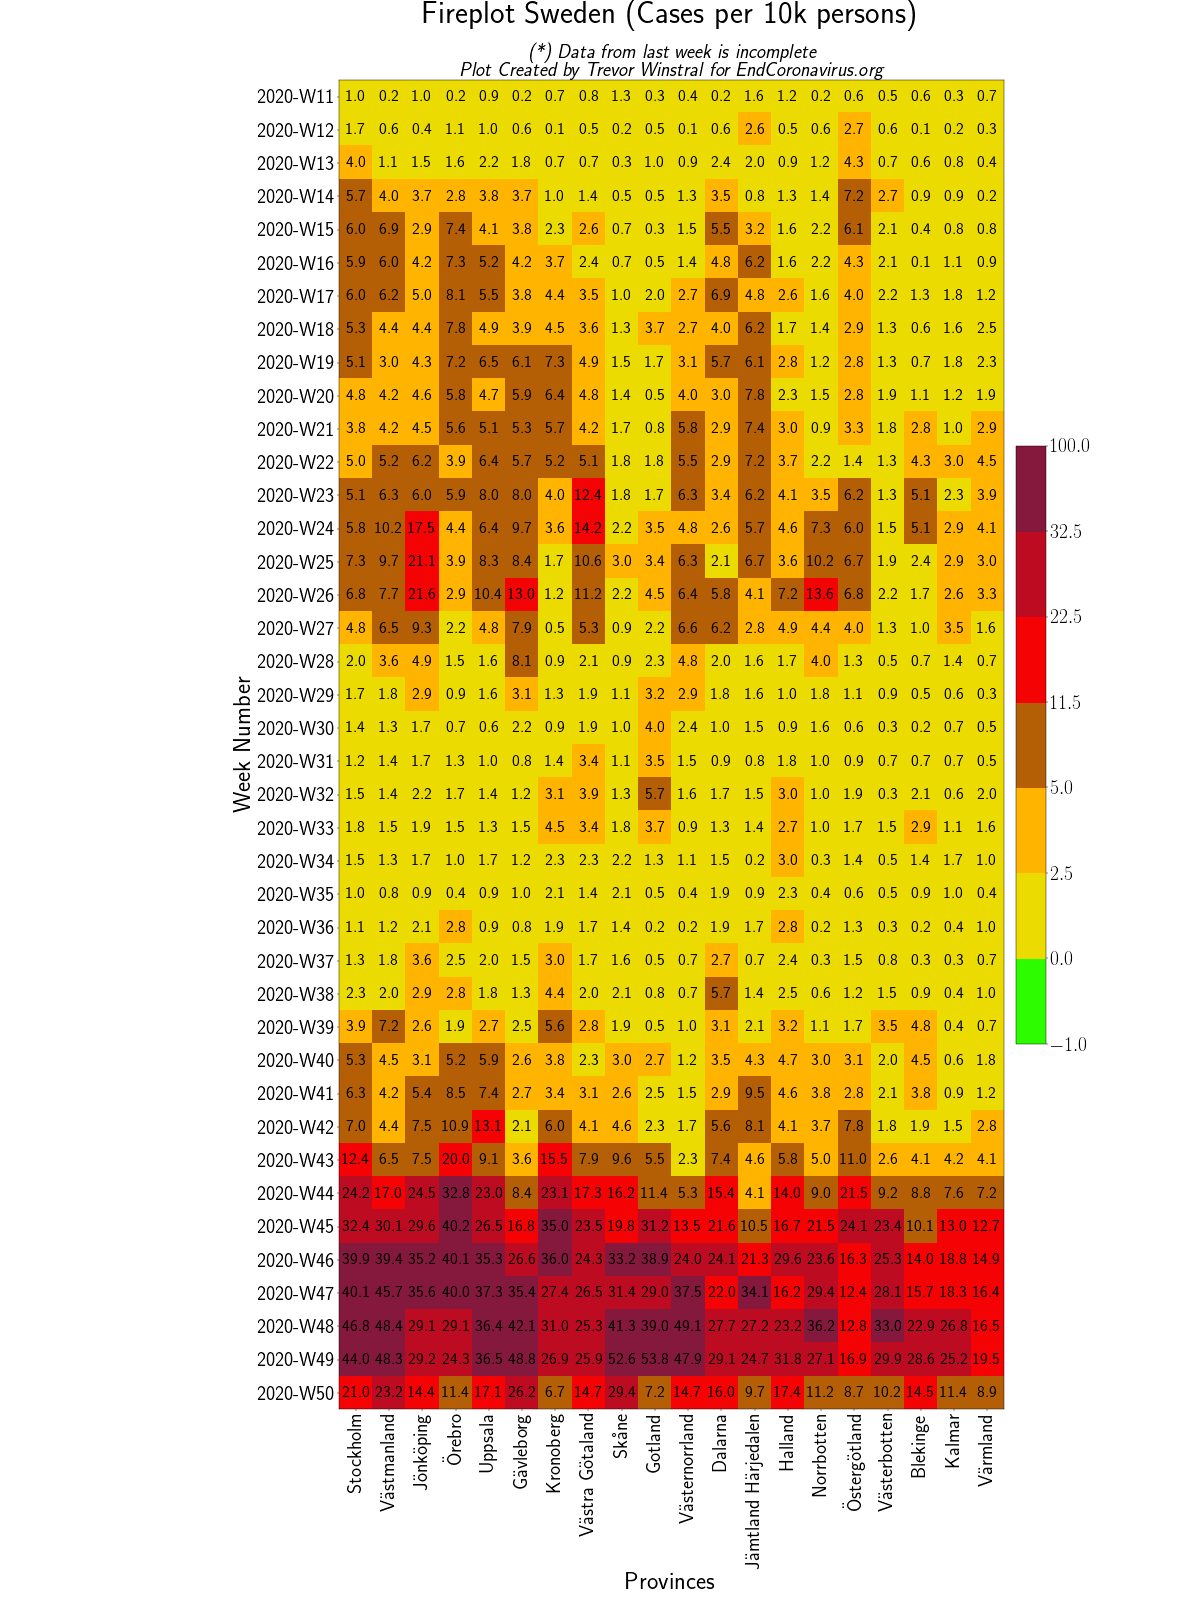 Fireplot Sweden (Cases per 10k persons)
(*) Data from last week is incomplete
Plot Created by Trevor Winstral for EndCoronavirus.org
2020-W11 1.0 0.2 1.0 0.2 0.9 0.2 0.7 0.8 1.3 0.3 0.4 0.2 1.6 1.2 0.2 0.6 0.5 0.6 0.3 0.7
2020-W12 1.7 0.6 0.4 1.1 1.0 0.6 0.1 0.5 0.2 0.5 0.1 0.6 2.6 0.5 0.6 2.7 0.6 0.1 0.2 0.3
2020-W13 4.0 1.1 1.5 1.6 2.2 1.8 0.7 0.7 0.3 1.0 0.9 2.4 2.0 0.9 1.2 4.3 0.7 0.6 0.8 0.4
2020-W14 5.7 4.0 3.7 2.8 3.8 3.7 1.0 1.4 0.5 0.5 1.3 3.5 0.8 1.3 1.4 7.2 2.7 0.9 0.9 0.2
2020-W15 6.0 6.9 2.9 7.4 4.1 3.8 2.3 2.6 0.7 0.3 1.5 5.5 3.2 1.6 2.2 6.1 2.1 0.4 0.8 0.8
2020-W16 5.9 6.0 4.2 7.3 5.2 4.2 3.7 2.4 0.7 0.5 1.4 4.8 6.2 1.6 2.2 4.3 2.1 0.1 1.1 0.9
2020-W17 6.0 6.2 5.0 8.1 5.5 3.8 4.4 3.5 1.0 2.0 2.7 6.9 4.8 2.6 1.6 4.0 2.2 1.3 1.8 1.2
2020-W18 5.3 4.4 4.4 7.8 4.9 3.9 4.5 3.6 1.3 3.7 2.7 4.0 6.2 1.7 1.4 2.9 1.3 0.6 1.6 2.5
2020-W19 5.1 3.0 4.3 7.2 6.5 6.1 7.3 4.9 1.5 1.7 3.1 5.7 6.1 2.8 1.2 2.8 1.3 0.7 1.8 2.3
2020-W20 4.8 4.2 4.6 5.8 4.7 5.9 6.4 4.8 1.4 0.5 4.0 3.0 7.8 2.3 1.5 2.8 1.9 1.1 1.2 1.9
2020-W21 3.8 4.2 4.5 5.6 5.1 5.3 5.7 4.2 1.7 0.8 5.8 2.9 7.4 3.0 0.9 3.3 1.8 2.8 1.0 2.9
2020-W22 5.0 5.2 6.2 3.9 6.4 5.7 5.2 5.1 1.8 1.8 5.5 2.9 7.2 3.7 2.2 1.4 1.3 4.3 3.0 4.5
2020-W23 5.1 6.3 6.0 5.9 8.0 8.0 4.0 12.4 1.8 1.7 6.3 3.4 6.2 4.1 3.5 6.2 1.3 5.1 2.3 3.9
2020-W24 5.8 10.2 17.5 4.4 6.4 9.7 3.6 14.2 2.2 3.5 4.8 2.6 5.7 4.6 7.3 6.0 1.5 5.1 2.9 4.1
2020-W25 7.3 9.7 21.1 3.9 8.3 8.4 1.7 10.6 3.0 3.4 6.3 2.1 6.7 3.6 10.2 6.7 1.9 2.4 2.9 3.0
2020-W26 6.8 7.7 21.6 2.9 10.4 13.0 1.2 11.2 2.2 4.5 6.4 5.8 4.1 7.2 13.6 6.8 2.2 1.7 2.6 3.3
2020-W27 4.8 6.5 9.3 2.2 4.8 7.9 0.5 5.3 0.9 2.2 6.6 6.2 2.8 4.9 4.4 4.0 1.3 1.0 3.5 1.6
2020-W28 2.0 3.6 4.9 1.5 1.6 8.1 0.9 2.1 0.9 2.3 4.8 2.0 1.6 1.7 4.0 1.3 0.5 0.7 1.4 0.7
2020-W29 1.7 1.8 2.9 0.9 1.6 3.1 1.3 1.9 1.1 3.2 2.9 1.8 1.6 1.0 1.8 1.1 0.9 0.5 0.6 0.3
2020-W30 1.4 1.3 1.7 0.7 0.6 2.2 0.9 1.9 1.0 4.0 2.4 1.0 1.5 0.9 1.6 0.6 0.3 0.2 0.7 0.5
2020-W31 1.2 1.4 1.7 1.3 1.0 0.8 1.4 3.4 1.1 3.5 1.5 0.9 0.8 1.8 1.0 0.9 0.7 0.7 0.7 0.5
2020-W32 1.5 1.4 2.2 1.7 1.4 1.2 3.1 3.9 1.3 5.7 1.6 1.7 1.5 3.0 1.0 1.9 0.3 2.1 0.6 2.0
2020-W33 1.8 1.5 1.9 1.5 1.3 1.5 4.5 3.4 1.8 3.7 0.9 1.3 1.4 2.7 1.0 1.7 1.5 2.9 1.1 1.6
2020-W34 1.5 1.3 1.7 1.0 1.7 1.2 2.3 2.3 2.2 1.3 1.1 1.5 0.2 3.0 0.3 1.4 0.5 1.4 1.7 1.0
2020-W35 1.0 0.8 0.9 0.4 0.9 1.0 2.1 1.4 2.1 0.5 0.4 1.9 0.9 2.3 0.4 0.6 0.5 0.9 1.0 0.4
2020-W36 1.1 1.2 2.1 2.8 0.9 0.8 1.9 1.7 1.4 0.2 0.2 1.9 1.7 2.8 0.2 1.3 0.3 0.2 0.4 1.0
2020-W37 1.3 1.8 3.6 2.5 2.0 1.5 3.0 1.7 1.6 0.5 0.7 2.7 0.7 2.4 0.3 1.5 0.8 0.3 0.3 0.7
2020-W38 2.3 2.0 2.9 2.8 1.8 1.3 4.4 2.0 2.1 0.8 0.7 5.7 1.4 2.5 0.6 1.2 1.5 0.9 0.4 1.0
2020-W39 3.9 7.2 2.6 1.9 2.7 2.5 5.6 2.8 1.9 0.5 1.0 3.1 2.1 3.2 1.1 1.7 3.5 4.8 0.4 0.7
2020-W40 5.3 4.5 3.1 5.2 5.9 2.6 3.8 2.3 3.0 2.7 1.2 3.5 4.3 4.7 3.0 3.1 2.0 4.5 0.6 1.8
2020-W41 6.3 4.2 5.4 8.5 7.4 2.7 3.4 3.1 2.6 2.5 1.5 2.9 9.5 4.6 3.8 2.8 2.1 3.8 0.9 1.2
2020-W42 7.0 4.4 7.5 10.9 13.1 2.1 6.0 4.1 4.6 2.3 1.7 5.6 8.1 4.1 3.7 7.8 1.8 1.9 1.5 2.8
2020-W43 12.4 6.5 7.5 20.0 9.1 3.6 15.5 7.9 9.6 5.5 2.3 7.4 4.6 5.8 5.0 11.0 2.6 4.1 4.2 4.1
2020-W44 24.2 17.0 24.5 32.8 23.0 8.4 23.1 17.3 16.2 11.4 5.3 15.4 4.1 14.0 9.0 21.5 9.2 8.8 7.6 7.2
2020-W45 32.4 30.1 29.6 40.2 26.5 16.8 35.0 23.5 19.8 31.2 13.5 21.6 10.5 16.7 21.5 24.1 23.4 10.1 13.0 12.7
2020-W46 39.9 39.4 35.2 40.1 35.3 26.6 36.0 24.3 33.2 38.9 24.0 24.1 21.3 29.6 23.6 16.3 25.3 14.0 18.8 14.9
2020-W47 40.1 45.7 35.6 40.0 37.3 35.4 27.4 26.5 31.4 29.0 37.5 22.0 34.1 16.2 29.4 12.4 28.1 15.7 18.3 16.4
2020-W48 46.8 48.4 29.1 29.1 36.4 42.1 31.0 25.3 41.3 39.0 49.1 27.7 27.2 23.2 36.2 12.8 33.0 22.9 26.8 16.5
2020-W49 44.0 48.3 29.2 24.3 36.5 48.8 26.9 25.9 52.6 53.8 47.9 29.1 24.7 31.8 27.1 16.9 29.9 28.6 25.2 19.5
2020-W50 21.0 23.2 14.4 11.4 17.1 26.2 6.7 14.7 29.4 7.2 14.7 16.0 9.7 17.4 11.2 8.7 10.2 14.5 11.4 8.9
Week Number
Stockholm
Västmanland
Jönköping
Örebro
Uppsala
Gävleborg
Kronoberg
Västra Götaland
Skåne
Gotland
Västernorrland
Dalarna
Jämtland Härjedalen
Halland
Norrbotten
Östergötland
Västerbotten
Blekinge
Kalmar
Värmland
Provinces
100.0
32.5
22.5
11.5
5.0
2.5
0.0
−1.0